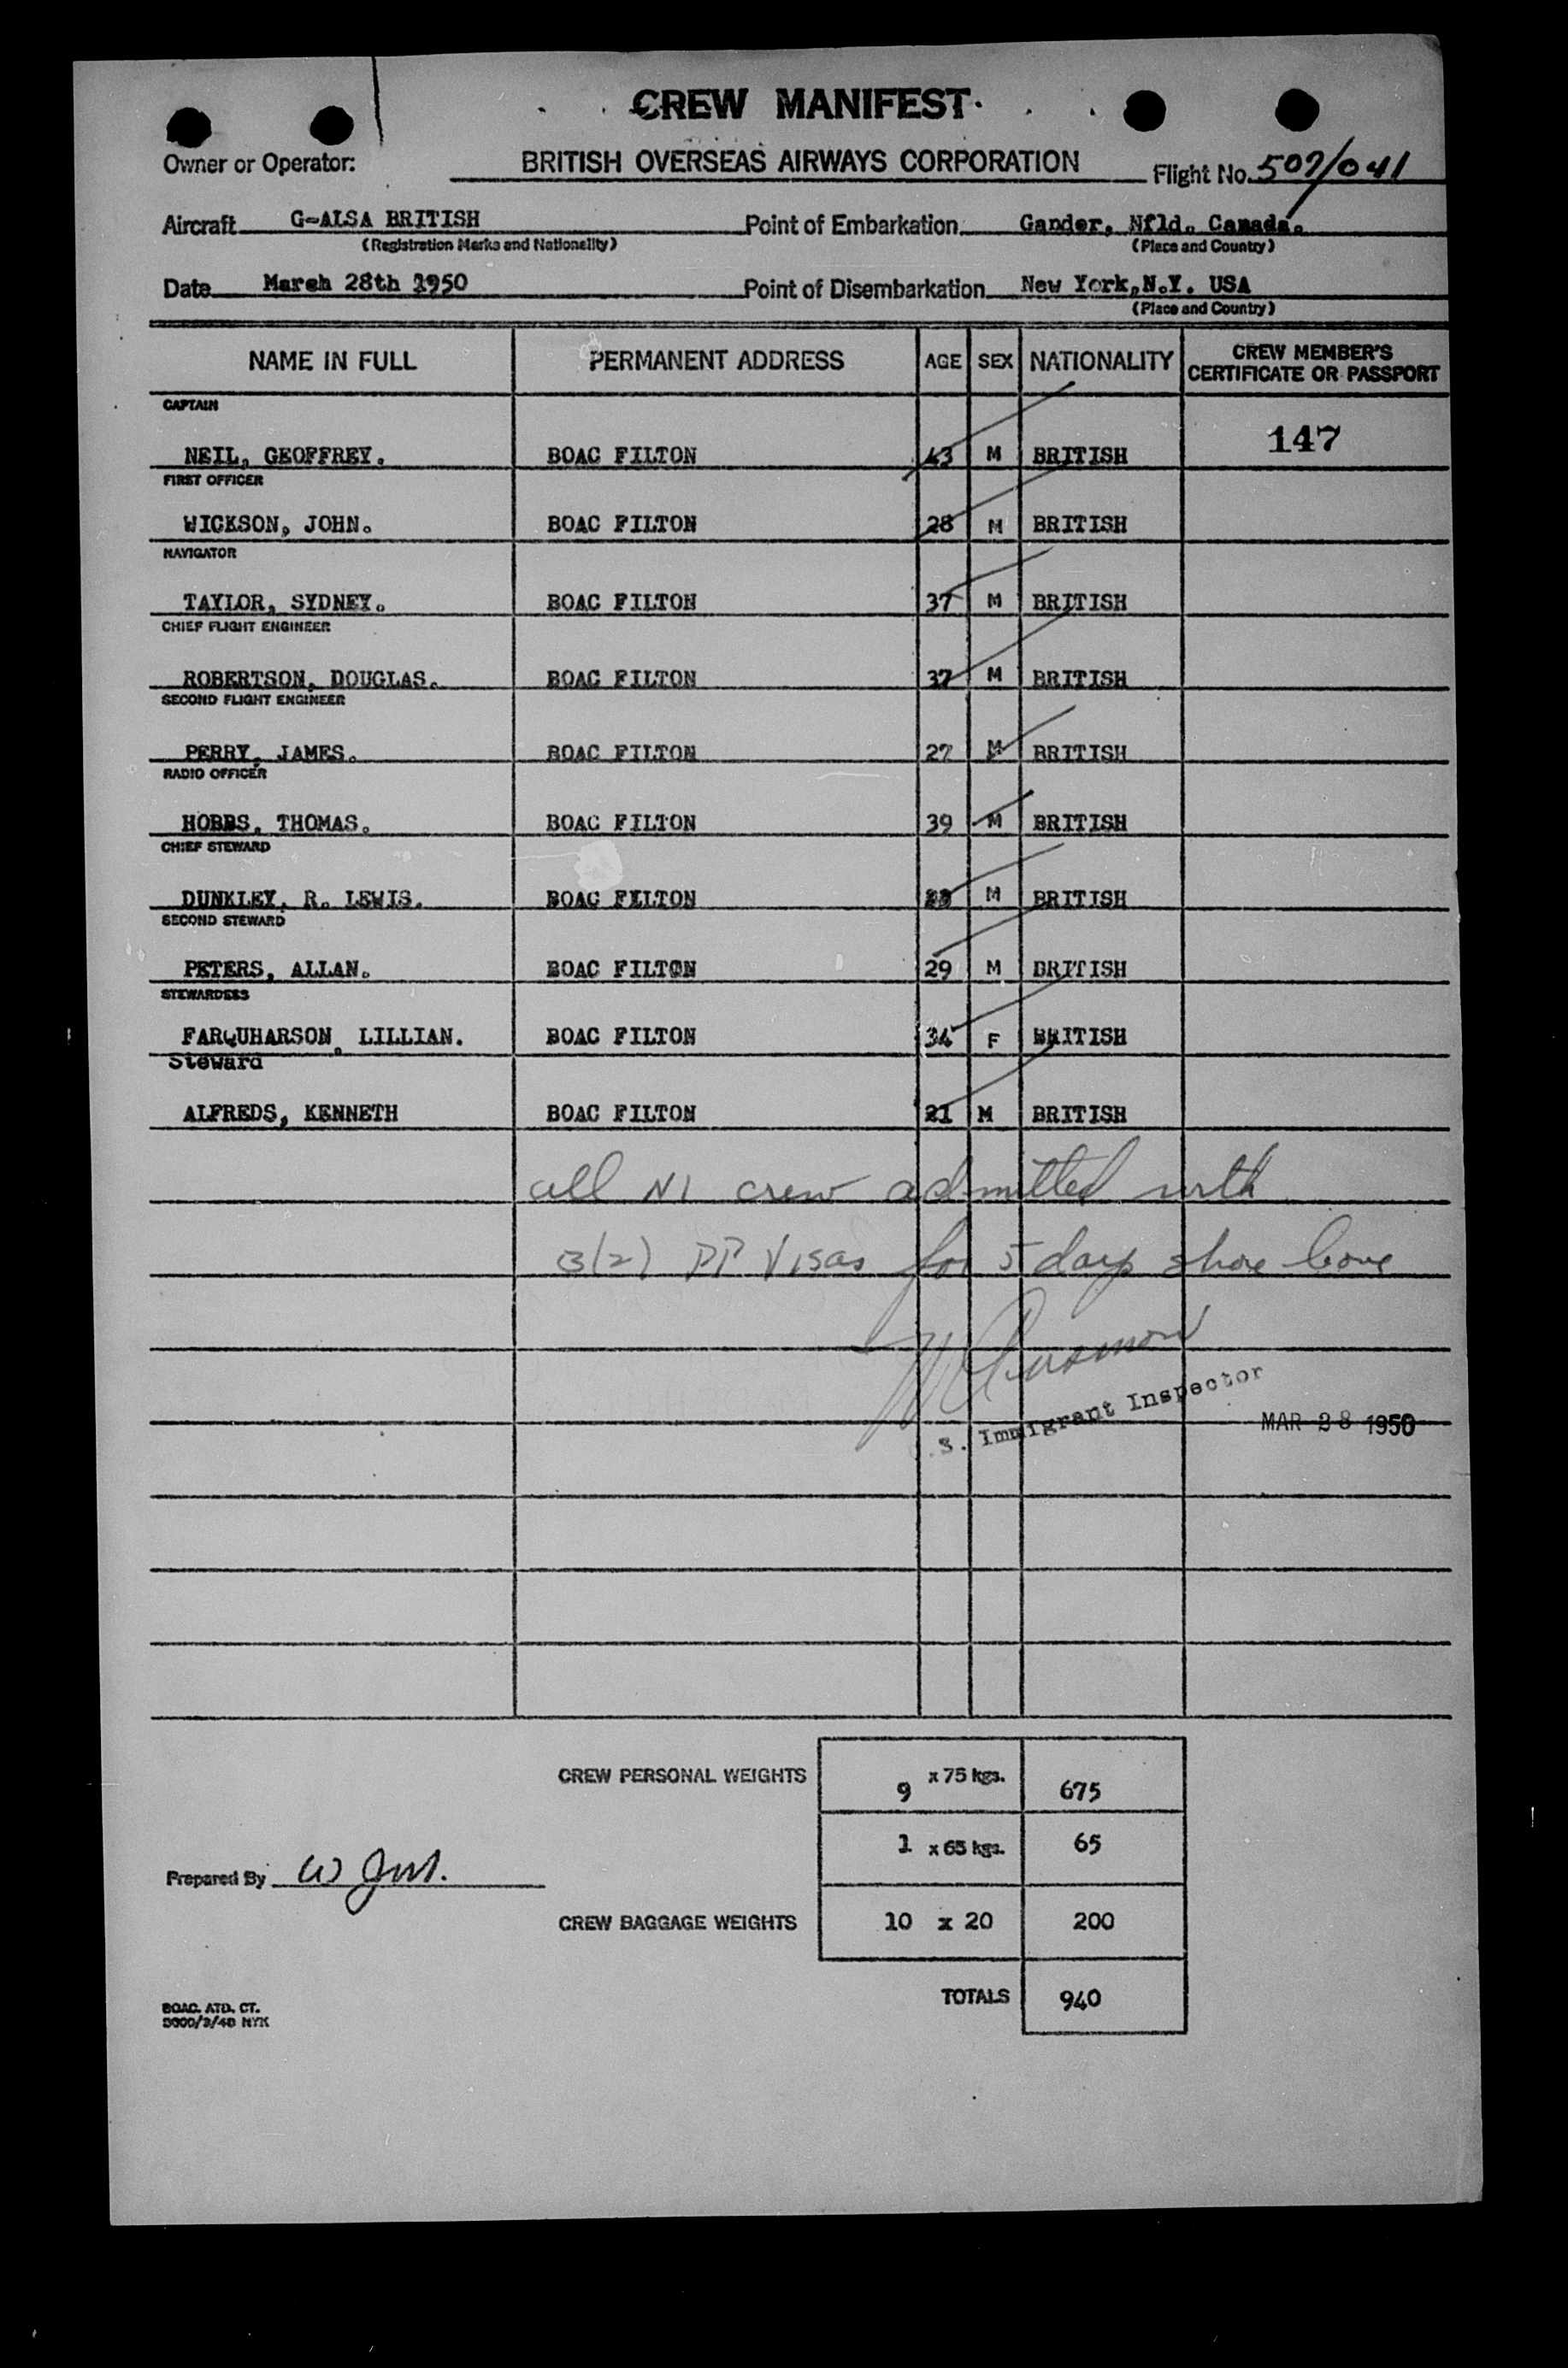 CREW MANIFEST
Owner or Operator: BRITISH OVERSEAS AIRWAYS CORPORATION Flight No. 507/041
Aircraft G-ALSA BRITISH Point of Embarkation Gander, Nfld. Canada.
(Registration Marks and Nationality) (Place and Country)
Date March 28th 1950 Point of Disembarkation New York,N.Y. USA
(Place and Country)
NAME IN FULL PERMANENT ADDRESS AGE SEX NATIONALITY CREW MEMBER'S CERTIFICATE OR PASSPORT
CAPTAIN
147
NEIL, GEOFFREY. BOAC FILTON 43 M BRITISH
FIRST OFFICER
WICKSON, JOHN. BOAC FILTON 28 M BRITISH
NAVIGATOR
TAYLOR, SYDNEY. BOAC FILTON 37 M BRITISH
CHIEF FLIGHT ENGINEER
ROBERTSON, DOUGLAS. BOAC FILTON 37 M BRITISH
SECOND FLIGHT ENGINEER
PERRY, JAMES. BOAC FILTON 27 M BRITISH
RADIO OFFICER
HOBBS, THOMAS. BOAC FILTON 39 M BRITISH
CHIEF STEWARD
DUNKLEY, R. LEWIS. BOAC FILTON M BRITISH
SECOND STEWARD
PETERS, ALLAN. BOAC FILTON 29 M BRITISH
STEWARDESS
FARQUHARSON, LILLIAN. BOAC FILTON 34 F BRITISH
Steward
ALFREDS, KENNETH BOAC FILTON 21 M BRITISH
all NI crew admitted with
3(2) PP Visas for 5 days shore leave
S. Immigrant Inspector
MAR 28 1950
CREW PERSONAL WEIGHTS 9 x 75 kgs. 675
1 x 65 kgs. 65
Prepared By
CREW BAGGAGE WEIGHTS 10 x 20 200
TOTALS 940
BOAC. ATD. CT.
3000/3/48 NYK